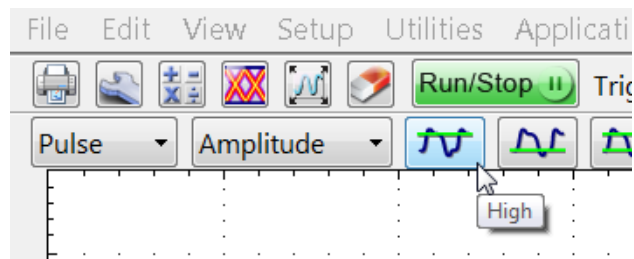 File Edit View Setup Utilities Applicati
Run/Stop Trig
Pulse Amplitude
High